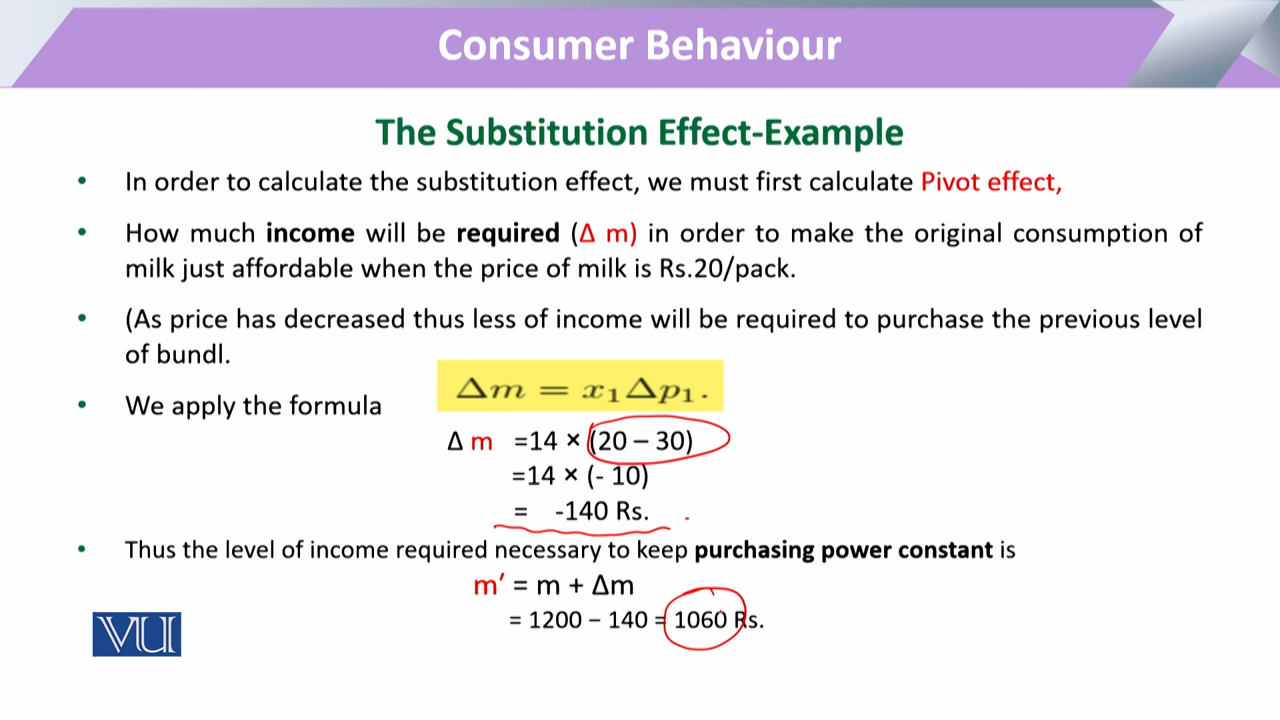 Consumer Behaviour
The Substitution Effect-Example
• In order to calculate the substitution effect, we must first calculate Pivot effect,
• How much income will be required (Δ m) in order to make the original consumption of
milk just affordable when the price of milk is Rs.20/pack.
• (As price has decreased thus less of income will be required to purchase the previous level
of bundl.
• We apply the formula Δm = x₁Δp₁.
Δ m =14 × (20 – 30)
=14 × (- 10)
= -140 Rs.
• Thus the level of income required necessary to keep purchasing power constant is
m′ = m + Δm
= 1200 – 140 = 1060 Rs.
VU